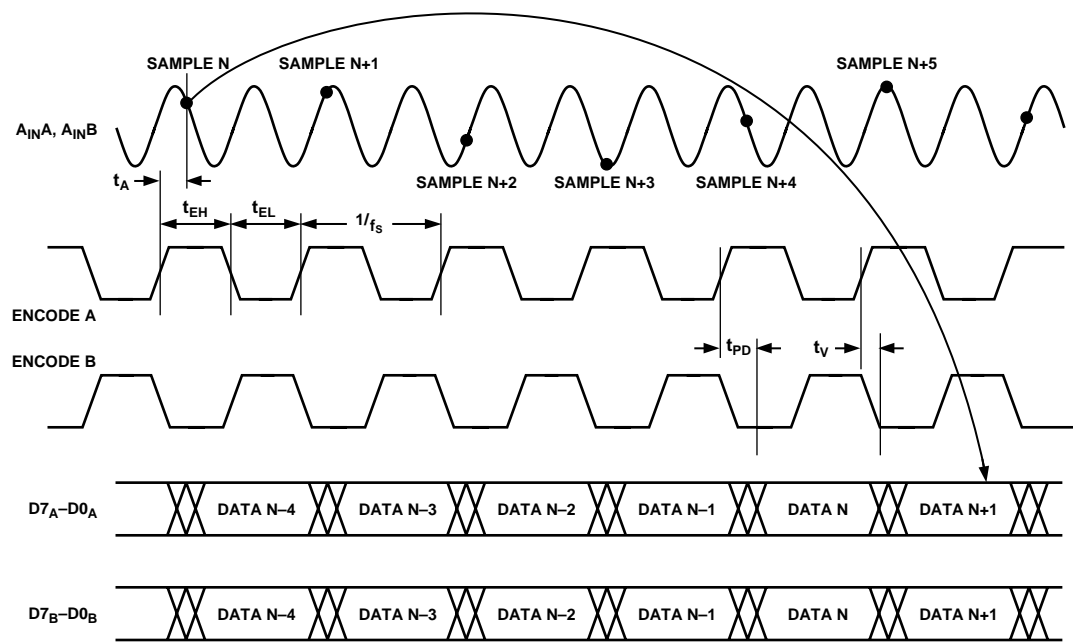 SAMPLE N
SAMPLE N+1
SAMPLE N+5
AINA, AINB
SAMPLE N+2
SAMPLE N+3
SAMPLE N+4
tA
tEH
tEL
1/fS
ENCODE A
tPD
tV
ENCODE B
D7A–D0A
DATA N–4
DATA N–3
DATA N–2
DATA N–1
DATA N
DATA N+1
D7B–D0B
DATA N–4
DATA N–3
DATA N–2
DATA N–1
DATA N
DATA N+1